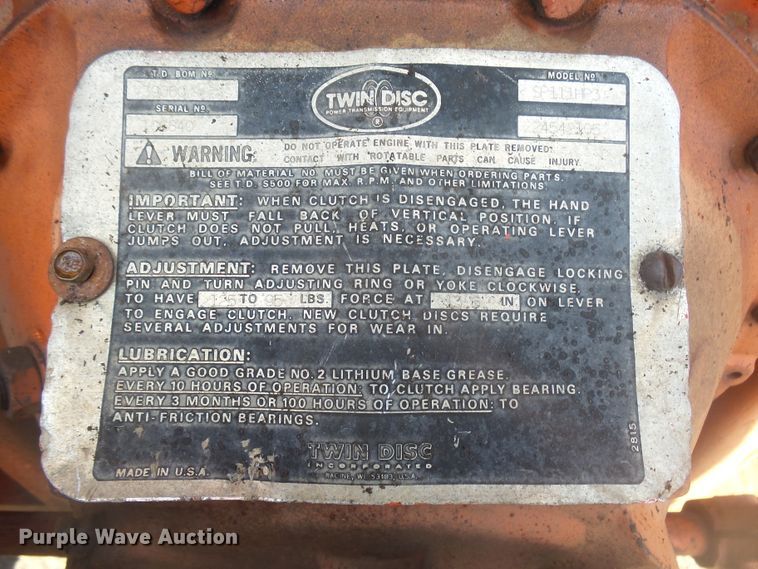 T.D. BOM Nº
MODEL Nº
TWIN DISC
POWER TRANSMISSION EQUIPMENT
®
SERIAL Nº
WARNING
DO NOT OPERATE ENGINE WITH THIS PLATE REMOVED
CONTACT WITH ROTATABLE PARTS CAN CAUSE INJURY.
BILL OF MATERIAL NO. MUST BE GIVEN WHEN ORDERING PARTS.
SEE T.D. S500 FOR MAX. R.P.M. AND OTHER LIMITATIONS
IMPORTANT: WHEN CLUTCH IS DISENGAGED, THE HAND
LEVER MUST FALL BACK OF VERTICAL POSITION. IF
CLUTCH DOES NOT PULL, HEATS, OR OPERATING LEVER
JUMPS OUT, ADJUSTMENT IS NECESSARY.
ADJUSTMENT: REMOVE THIS PLATE, DISENGAGE LOCKING
PIN AND TURN ADJUSTING RING OR YOKE CLOCKWISE.
TO HAVE TO LBS. FORCE AT IN. ON LEVER
TO ENGAGE CLUTCH. NEW CLUTCH DISCS REQUIRE
SEVERAL ADJUSTMENTS FOR WEAR IN.
LUBRICATION:
APPLY A GOOD GRADE NO. 2 LITHIUM BASE GREASE.
EVERY 10 HOURS OF OPERATION: TO CLUTCH APPLY BEARING.
EVERY 3 MONTHS OR 100 HOURS OF OPERATION: TO
ANTI-FRICTION BEARINGS.
TWIN DISC
INCORPORATED
RACINE, WI. 53403, U.S.A.
MADE IN U.S.A.
2815
Purple Wave Auction